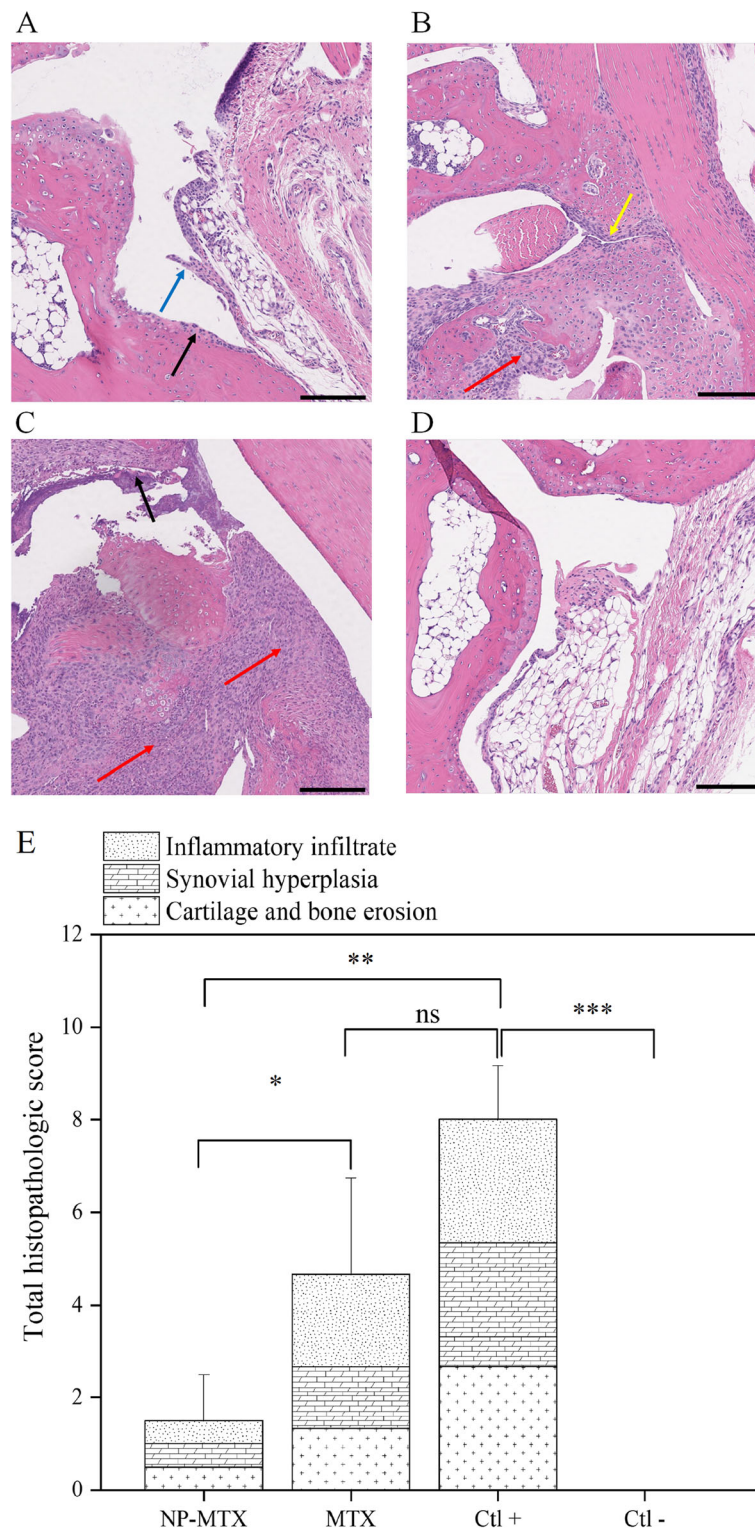 A
B
C
D
E
Inflammatory infiltrate
Synovial hyperplasia
Cartilage and bone erosion
12
**
10
ns
***
*
8
6
4
2
0
Total histopathologic score
NP-MTX MTX Ctl + Ctl -